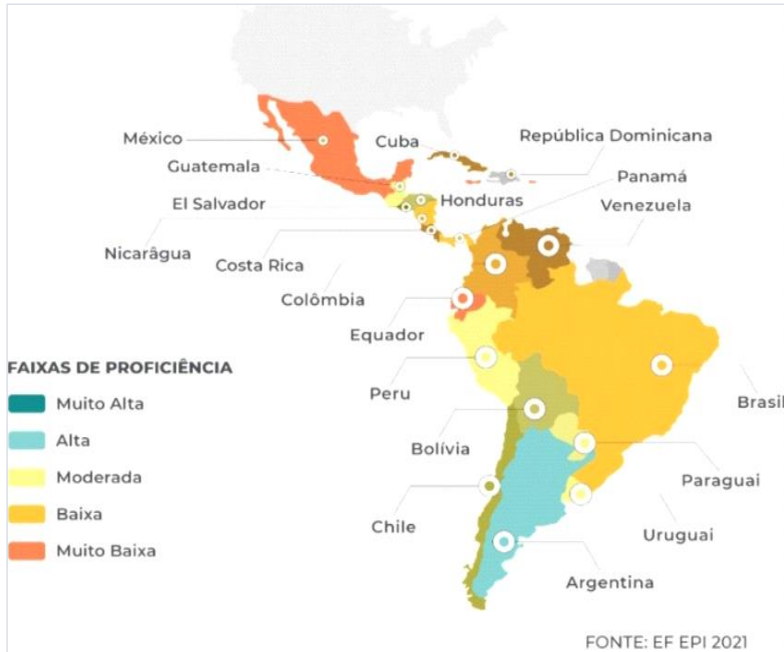 México
Cuba
República Dominicana
Guatemala
Panamá
El Salvador
Honduras
Venezuela
Nicarâgua
Costa Rica
Colômbia
Equador
FAIXAS DE PROFICIÊNCIA
Muito Alta
Alta
Moderada
Baixa
Muito Baixa
Peru
Brasil
Bolívia
Paraguai
Chile
Uruguai
Argentina
FONTE: EF EPI 2021